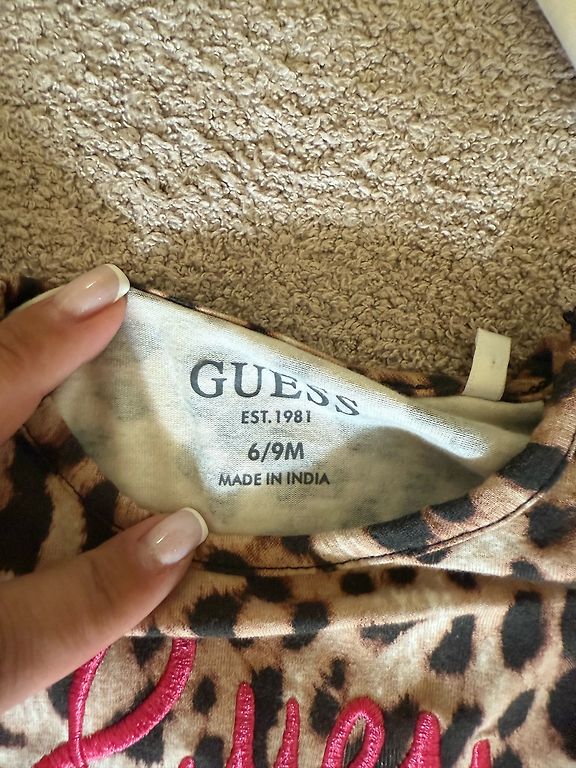 GUESS
EST. 1981
6/9M
MADE IN INDIA